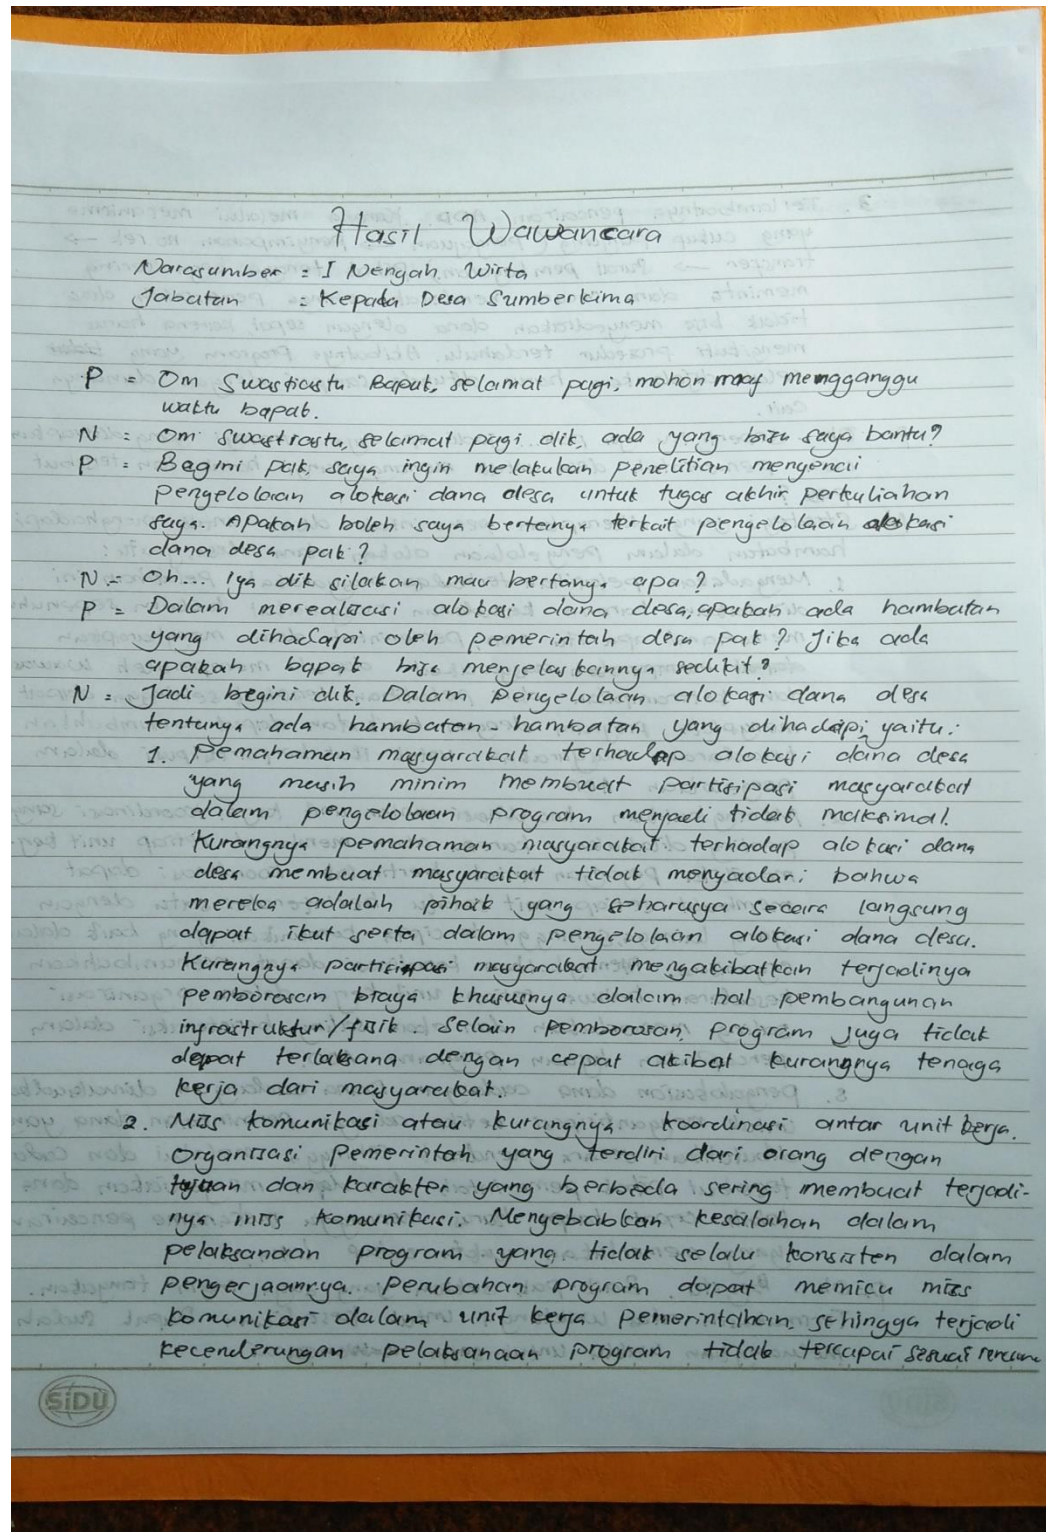 Hasil Wawancara
Narasumber = I Nengah Wirta
Jabatan : Kepada Desa Sumberkima
P = Om Swastiastu Bapak, selamat pagi, mohon maaf mengganggu
waktu bapak.
N = Om Swastiastu, selamat pagi dik, ada yang bisa saya bantu?
P : Begini pak, saya ingin melakukan penelitian mengenai
pengelolaan alokasi dana desa untuk tugas akhir perkuliahan
saya. Apakah boleh saya bertanya terkait pengelolaan alokasi
dana desa pak?
N = Oh... Iya dik silakan mau bertanya apa?
P = Dalam merealisasi alokasi dana desa, apakah ada hambatan
yang dihadapi oleh pemerintah desa pak? Jika ada
apakah bapak bisa menjelaskannya sedikit?
N = Jadi begini dik, Dalam pengelolaan alokasi dana desa
tentunya ada hambatan-hambatan yang dihadapi yaitu:
1. Pemahaman masyarakat terhadap alokasi dana desa
yang masih minim membuat partisipasi masyarakat
dalam pengelolaan program menjadi tidak maksimal.
Kurangnya pemahaman masyarakat terhadap alokasi dana
desa membuat masyarakat tidak menyadari bahwa
mereka adalah pihak yang seharusya secara langsung
dapat ikut serta dalam pengelolaan alokasi dana desa.
Kurangnya partisipasi masyarakat mengakibatkan terjadinya
pemborosan biaya khususnya dalam hal pembangunan
infrastruktur/fisik. Selain pemborosan, program juga tidak
dapat terlaksana dengan cepat akibat kurangnya tenaga
kerja dari masyarakat.
2. Miss komunikasi atau kurangnya koordinasi antar unit kerja.
Organisasi pemerintah yang terdiri dari orang dengan
tujuan dan karakter yang berbeda sering membuat terjadi-
nya miss komunikasi. Menyebabkan kesalahan dalam
pelaksanaan program yang tidak selalu konsisten dalam
pengerjaannya. Perubahan program dapat memicu miss
komunikasi dalam unit kerja pemerintahan, sehingga terjadi
kecenderungan pelaksanaan program tidak tercapai sesuai rencana
SiDU